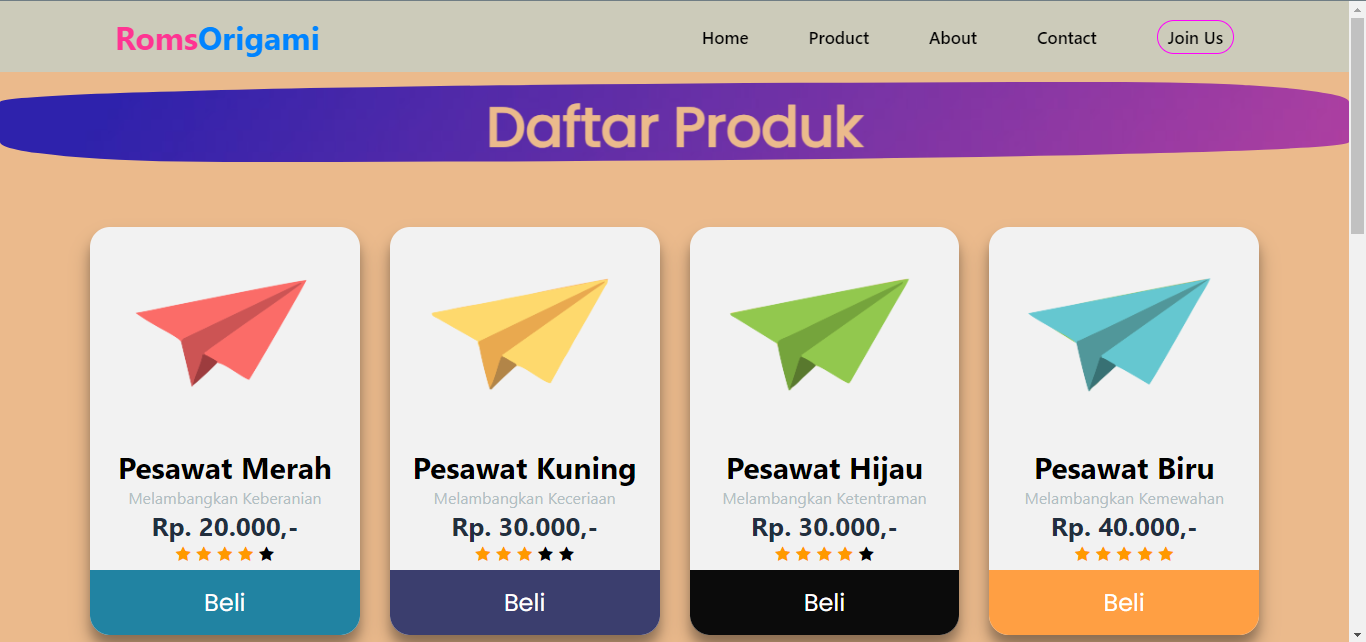 RomsOrigami
Home Product About Contact Join Us
Daftar Produk
Pesawat Merah
Melambangkan Keberanian
Rp. 20.000,-
Beli
Pesawat Kuning
Melambangkan Keceriaan
Rp. 30.000,-
Beli
Pesawat Hijau
Melambangkan Ketentraman
Rp. 30.000,-
Beli
Pesawat Biru
Melambangkan Kemewahan
Rp. 40.000,-
Beli